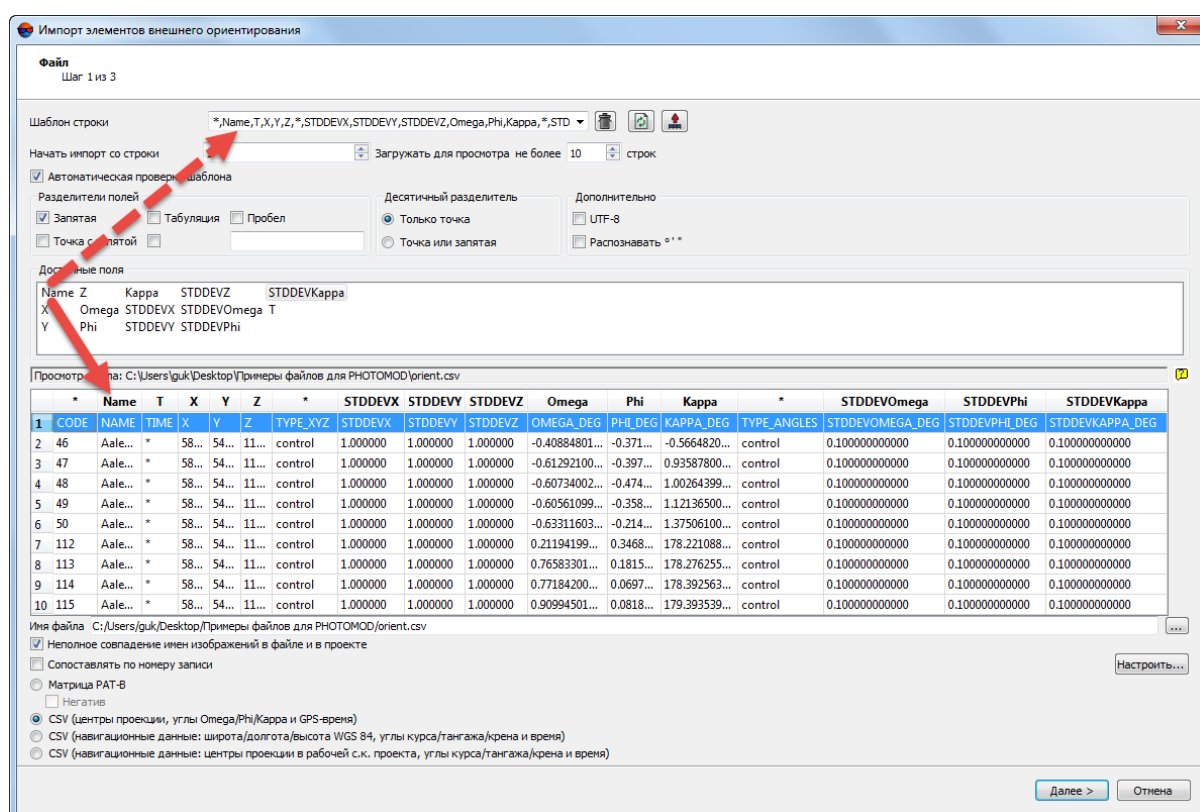 Импорт элементов внешнего ориентирования
Файл
Шаг 1 из 3
Шаблон строки *,Name,T,X,Y,Z,*,STDDEVX,STDDEVY,STDDEVZ,Omega,Phi,Kappa,*,STD
Начать импорт со строки Загружать для просмотра не более 10 строк
Автоматическая проверка шаблона
Разделители полей Десятичный разделитель Дополнительно
Запятая Табуляция Пробел Только точка UTF-8
Точка с запятой Точка или запятая Распознавать ° ' "
Доступные поля
Name Z Kappa STDDEVZ STDDEVKappa
X Omega STDDEVX STDDEVOmega T
Y Phi STDDEVY STDDEVPhi
Просмотр файла: C:\Users\guk\Desktop\Примеры файлов для PHOTOMOD\orient.csv
* Name T X Y Z * STDDEVX STDDEVY STDDEVZ Omega Phi Kappa * STDDEVOmega STDDEVPhi STDDEVKappa
1 CODE NAME TIME X Y Z TYPE_XYZ STDDEVX STDDEVY STDDEVZ OMEGA_DEG PHI_DEG KAPPA_DEG TYPE_ANGLES STDDEVOMEGA_DEG STDDEVPHI_DEG STDDEVKAPPA_DEG
2 46 Aale... * 58... 54... 11... control 1.000000 1.000000 1.000000 -0.40884801... -0.371... -0.5664820... control 0.100000000000 0.100000000000 0.100000000000
3 47 Aale... * 58... 54... 11... control 1.000000 1.000000 1.000000 -0.61292100... -0.397... 0.93587800... control 0.100000000000 0.100000000000 0.100000000000
4 48 Aale... * 58... 54... 11... control 1.000000 1.000000 1.000000 -0.60734002... -0.474... 1.00264399... control 0.100000000000 0.100000000000 0.100000000000
5 49 Aale... * 58... 54... 11... control 1.000000 1.000000 1.000000 -0.60561099... -0.358... 1.12136500... control 0.100000000000 0.100000000000 0.100000000000
6 50 Aale... * 58... 54... 11... control 1.000000 1.000000 1.000000 -0.63311603... -0.214... 1.37506100... control 0.100000000000 0.100000000000 0.100000000000
7 112 Aale... * 58... 54... 11... control 1.000000 1.000000 1.000000 0.21194199... 0.3468... 178.221088... control 0.100000000000 0.100000000000 0.100000000000
8 113 Aale... * 58... 54... 11... control 1.000000 1.000000 1.000000 0.76583301... 0.1815... 178.276255... control 0.100000000000 0.100000000000 0.100000000000
9 114 Aale... * 58... 54... 11... control 1.000000 1.000000 1.000000 0.77184200... 0.0697... 178.392563... control 0.100000000000 0.100000000000 0.100000000000
10 115 Aale... * 58... 54... 11... control 1.000000 1.000000 1.000000 0.90994501... 0.0818... 179.393539... control 0.100000000000 0.100000000000 0.100000000000
Имя файла C:/Users/guk/Desktop/Примеры файлов для PHOTOMOD/orient.csv ...
Неполное совпадение имен изображений в файле и в проекте
Сопоставлять по номеру записи Настроить...
Матрица PAT-B
Негатив
CSV (центры проекции, углы Omega/Phi/Kappa и GPS-время)
CSV (навигационные данные: широта/долгота/высота WGS 84, углы курса/тангажа/крена и время)
CSV (навигационные данные: центры проекции в рабочей с.к. проекта, углы курса/тангажа/крена и время)
Далее > Отмена